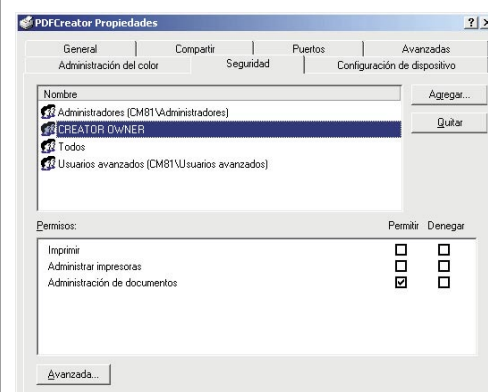 PDFCreator Propiedades
General Compartir Puertos Avanzadas
Administración del color Seguridad Configuración de dispositivo
Nombre
Administradores (CM81\Administradores)
CREATOR OWNER
Todos
Usuarios avanzados (CM81\Usuarios avanzados)
Agregar...
Quitar
Permisos: Permitir Denegar
Imprimir
Administrar impresoras
Administración de documentos
Avanzada...